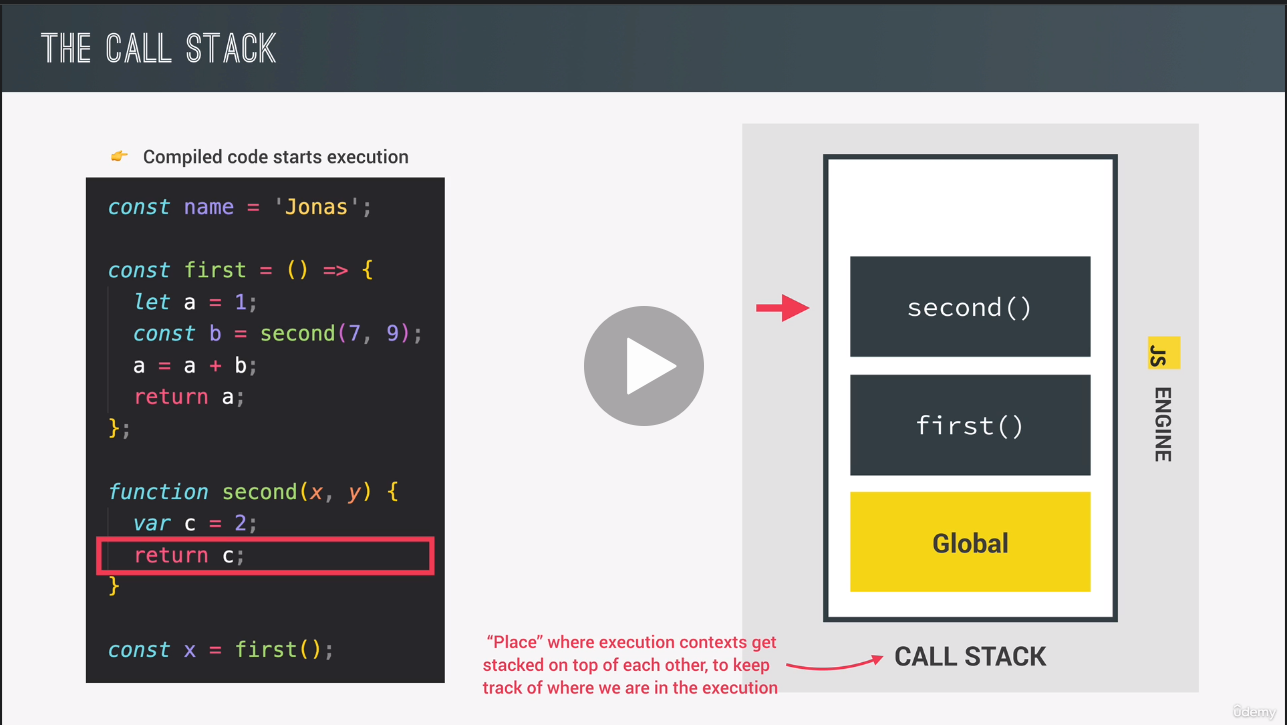 THE CALL STACK
👉 Compiled code starts execution
const name = 'Jonas';
const first = () => {
let a = 1;
const b = second(7, 9);
a = a + b;
return a;
};
function second(x, y) {
var c = 2;
return c;
}
const x = first();
second()
first()
Global
JS ENGINE
“Place” where execution contexts get
stacked on top of each other, to keep
track of where we are in the execution
CALL STACK
ûdemy